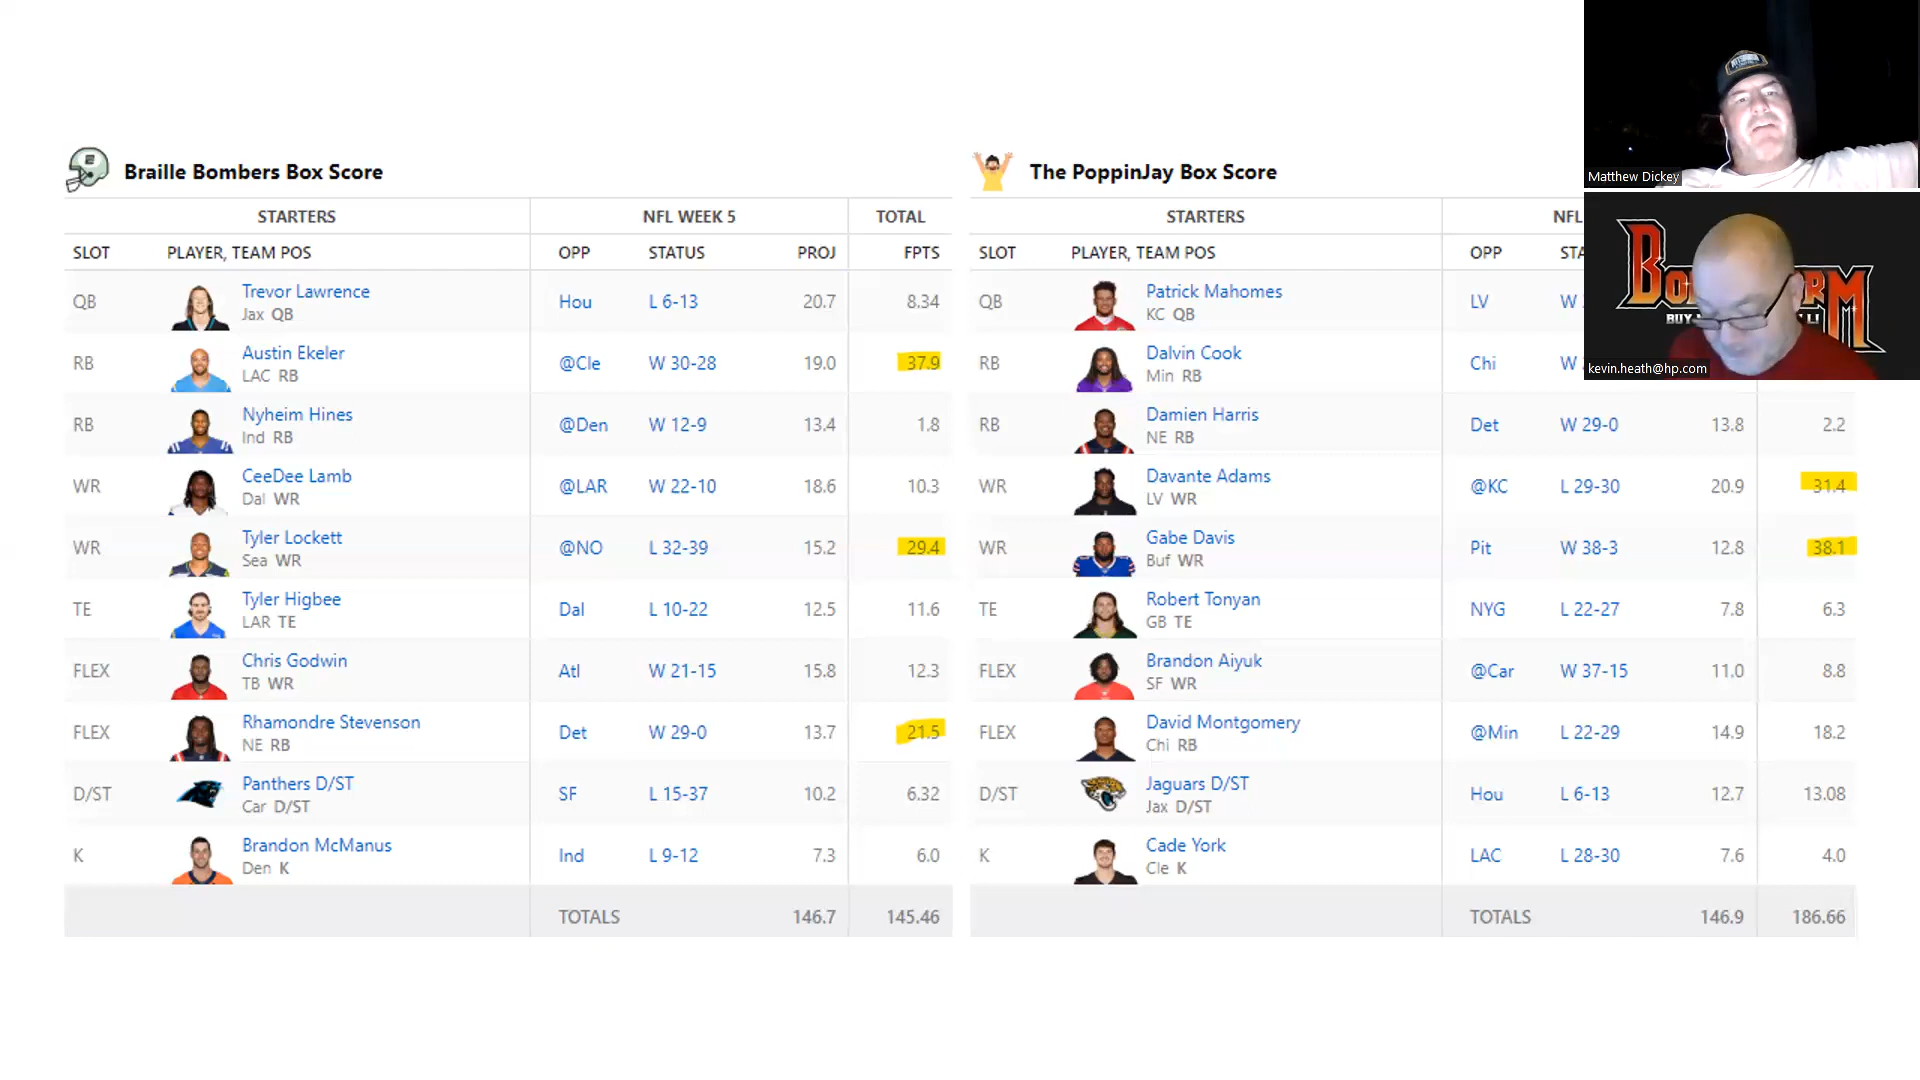 Braille Bombers Box Score
STARTERS NFL WEEK 5 TOTAL
SLOT PLAYER, TEAM POS OPP STATUS PROJ FPTS
QB Trevor Lawrence Hou L 6-13 20.7 8.34
Jax QB
RB Austin Ekeler @Cle W 30-28 19.0 37.9
LAC RB
RB Nyheim Hines @Den W 12-9 13.4 1.8
Ind RB
WR CeeDee Lamb @LAR W 22-10 18.6 10.3
Dal WR
WR Tyler Lockett @NO L 32-39 15.2 29.4
Sea WR
TE Tyler Higbee Dal L 10-22 12.5 11.6
LAR TE
FLEX Chris Godwin Atl W 21-15 15.8 12.3
TB WR
FLEX Rhamondre Stevenson Det W 29-0 13.7 21.5
NE RB
D/ST Panthers D/ST SF L 15-37 10.2 6.32
Car D/ST
K Brandon McManus Ind L 9-12 7.3 6.0
Den K
TOTALS 146.7 145.46
The PoppinJay Box Score
STARTERS NFL
SLOT PLAYER, TEAM POS OPP
QB Patrick Mahomes LV W
KC QB
RB Dalvin Cook Chi W
Min RB
RB Damien Harris Det W 29-0 13.8 2.2
NE RB
WR Davante Adams @KC L 29-30 20.9 31.4
LV WR
WR Gabe Davis Pit W 38-3 12.8 38.1
Buf WR
TE Robert Tonyan NYG L 22-27 7.8 6.3
GB TE
FLEX Brandon Aiyuk @Car W 37-15 11.0 8.8
SF WR
FLEX David Montgomery @Min L 22-29 14.9 18.2
Chi RB
D/ST Jaguars D/ST Hou L 6-13 12.7 13.08
Jax D/ST
K Cade York LAC L 28-30 7.6 4.0
Cle K
TOTALS 146.9 186.66
Matthew Dickey
kevin.heath@hp.com